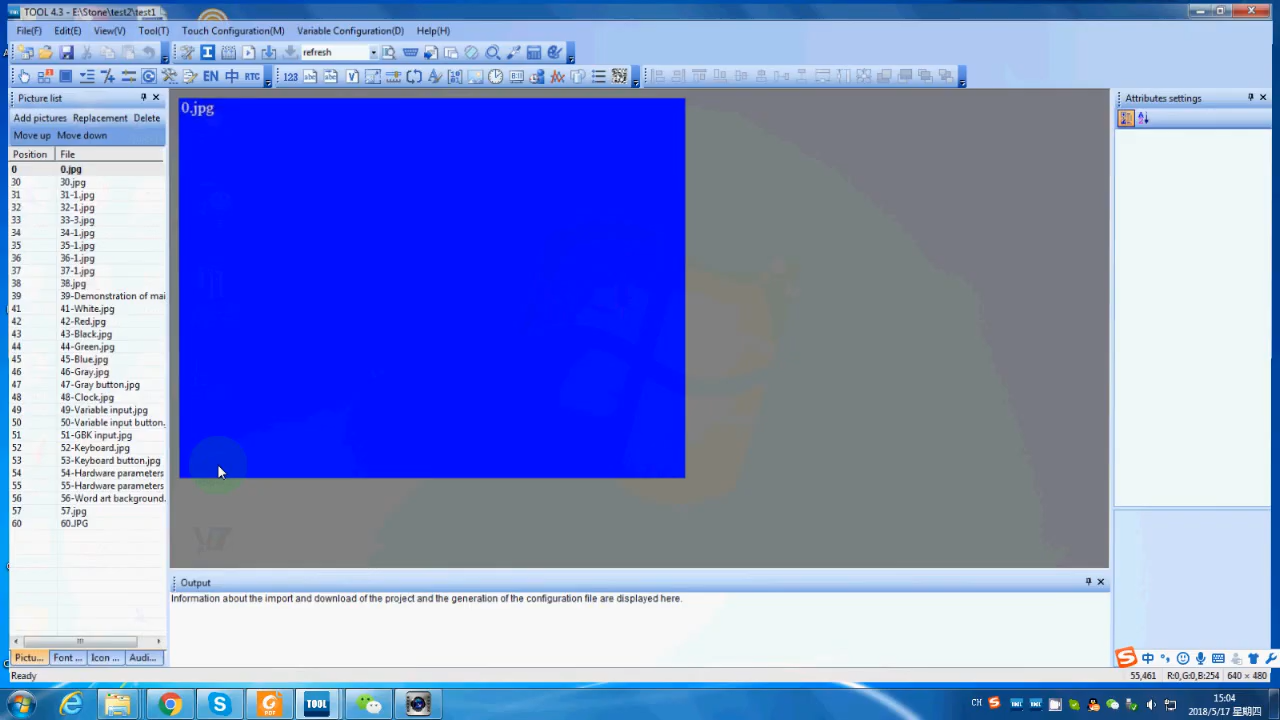 TOOL 4.3 - E:\Stone\test2\test1
File(F) Edit(E) View(V) Tool(T) Touch Configuration(M) Variable Configuration(D) Help(H)
refresh
EN 中 RTC 123
Picture list
Add pictures Replacement Delete
Move up Move down
Position File
0 0.jpg
30 30.jpg
31 31-1.jpg
32 32-1.jpg
33 33-3.jpg
34 34-1.jpg
35 35-1.jpg
36 36-1.jpg
37 37-1.jpg
38 38.jpg
39 39-Demonstration of mai
41 41-White.jpg
42 42-Red.jpg
43 43-Black.jpg
44 44-Green.jpg
45 45-Blue.jpg
46 46-Gray.jpg
47 47-Gray button.jpg
48 48-Clock.jpg
49 49-Variable input.jpg
50 50-Variable input button.
51 51-GBK input.jpg
52 52-Keyboard.jpg
53 53-Keyboard button.jpg
54 54-Hardware parameters
55 55-Hardware parameters
56 56-Word art background.
57 57.jpg
60 60.JPG
Pictu... Font ... Icon ... Audi...
0.jpg
Attributes settings
Output
Information about the import and download of the project and the generation of the configuration file are displayed here.
中
Ready
55,461 R:0,G:0,B:254 640 × 480
TOOL
CH
15:04
2018/5/17 星期四